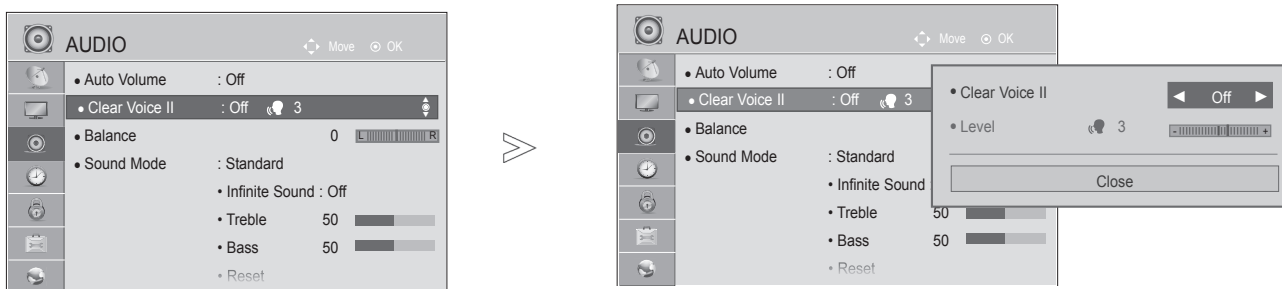 AUDIO
Move
OK
• Auto Volume : Off
• Clear Voice II : Off 3
• Balance 0 L R
• Sound Mode : Standard
• Infinite Sound : Off
• Treble 50
• Bass 50
• Reset
AUDIO
Move
OK
• Auto Volume : Off
• Clear Voice II : Off 3
• Balance
• Sound Mode : Standard
• Infinite Sound :
• Treble 50
• Bass 50
• Reset
• Clear Voice II ◀ Off ▶
• Level 3 - +
Close